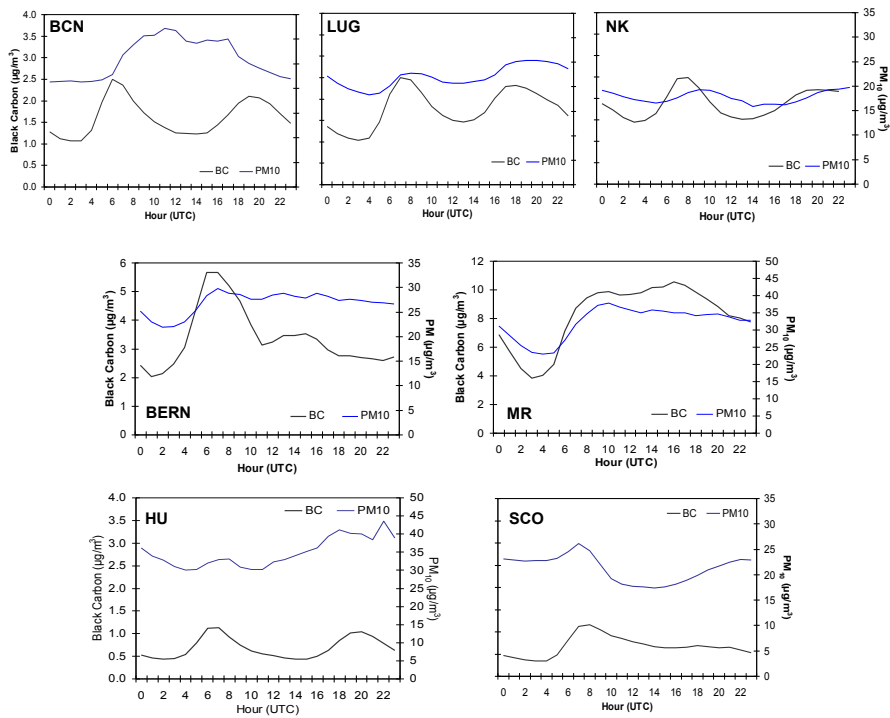 BCN
4.0
3.5
3.0
2.5
2.0
1.5
1.0
0.5
0.0
Black Carbon (µg/m³)
BC PM10
0 2 4 6 8 10 12 14 16 18 20 22
Hour (UTC)
LUG
BC PM10
0 2 4 6 8 10 12 14 16 18 20 22
Hour (UTC)
NK
35
30
25
20
15
10
5
0
PM10 (µg/m³)
BC PM10
0 2 4 6 8 10 12 14 16 18 20 22
Hour (UTC)
BERN
6
5
4
3
2
1
0
Black Carbon (µg/m³)
35
30
25
20
15
10
5
0
PM (µg/m³)
BC PM10
0 2 4 6 8 10 12 14 16 18 20 22
Hour (UTC)
MR
12
10
8
6
4
2
0
Black Carbon (µg/m³)
50
45
40
35
30
25
20
15
10
5
0
PM10 (µg/m³)
BC PM10
0 2 4 6 8 10 12 14 16 18 20 22
Hour (UTC)
HU
4.0
3.5
3.0
2.5
2.0
1.5
1.0
0.5
0.0
Black Carbon (µg/m³)
50
45
40
35
30
25
20
15
10
5
0
PM10 (µg/m³)
BC PM10
0 2 4 6 8 10 12 14 16 18 20 22
Hour (UTC)
SCO
35
30
25
20
15
10
5
0
PM10 (µg/m³)
BC PM10
0 2 4 6 8 10 12 14 16 18 20 22
Hour (UTC)